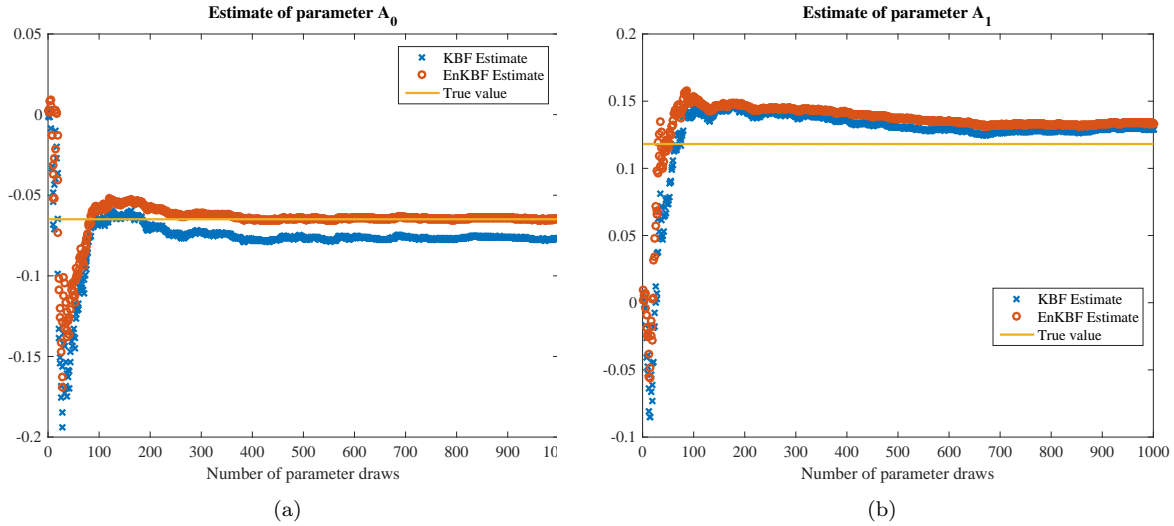 Estimate of parameter A0
0.05
0
-0.05
-0.1
-0.15
-0.2
KBF Estimate
EnKBF Estimate
True value
0 100 200 300 400 500 600 700 800 900 100
Number of parameter draws
(a)
Estimate of parameter A1
0.2
0.15
0.1
0.05
0
-0.05
-0.1
KBF Estimate
EnKBF Estimate
True value
0 100 200 300 400 500 600 700 800 900 1000
Number of parameter draws
(b)